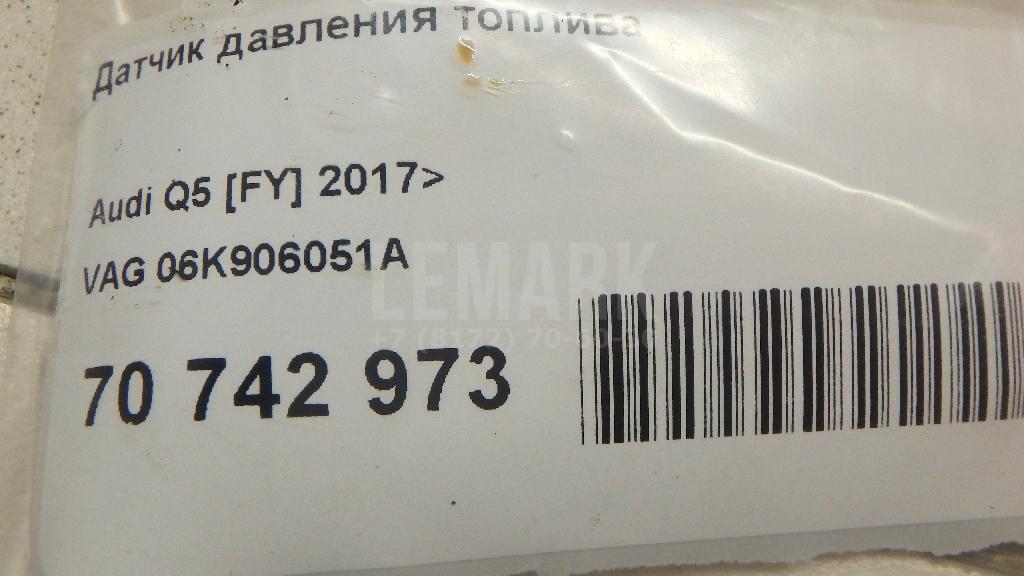 Датчик давления топлива
Audi Q5 [FY] 2017>
VAG 06K906051A
LEMARK
70 742 973